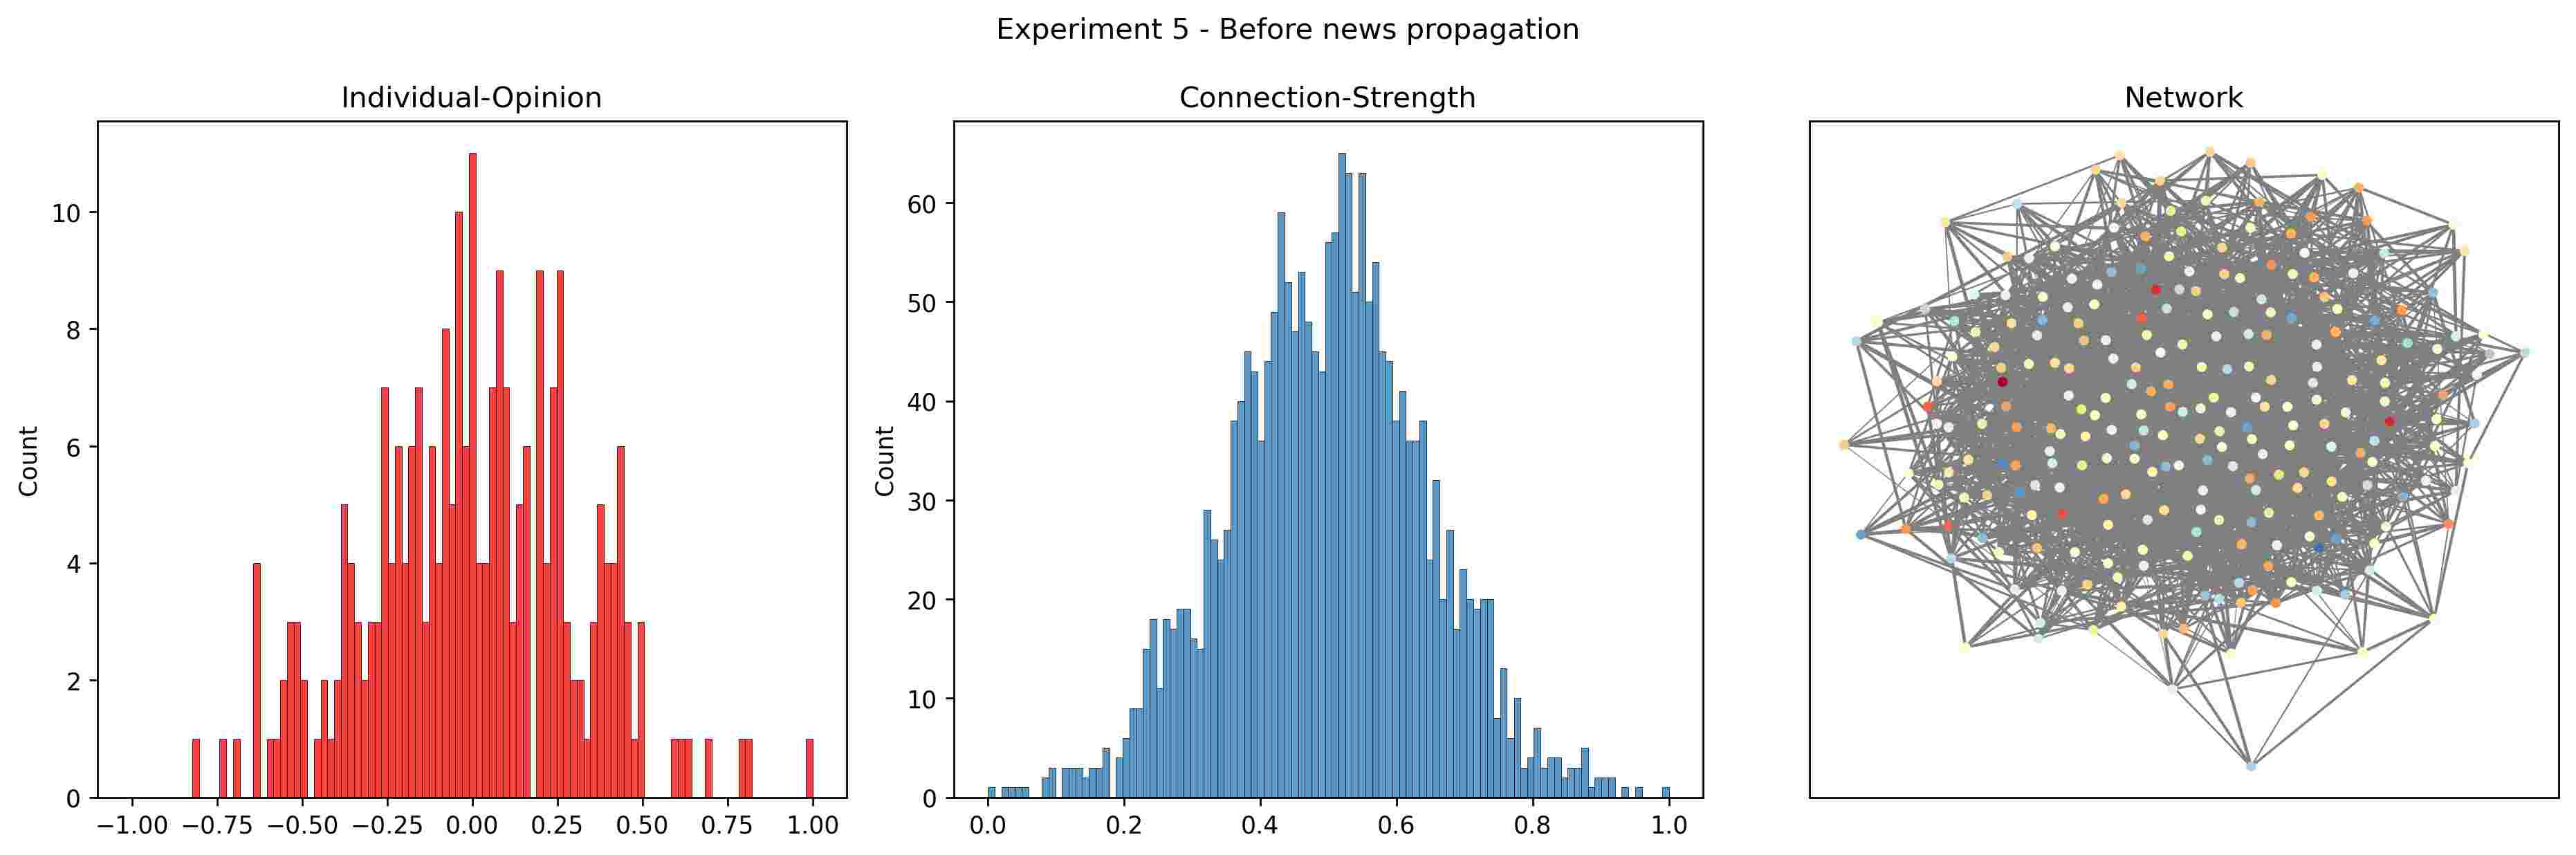 Experiment 5 - Before news propagation
Individual-Opinion
Count
10
8
6
4
2
0
−1.00 −0.75 −0.50 −0.25 0.00 0.25 0.50 0.75 1.00
Connection-Strength
Count
60
50
40
30
20
10
0
0.0 0.2 0.4 0.6 0.8 1.0
Network